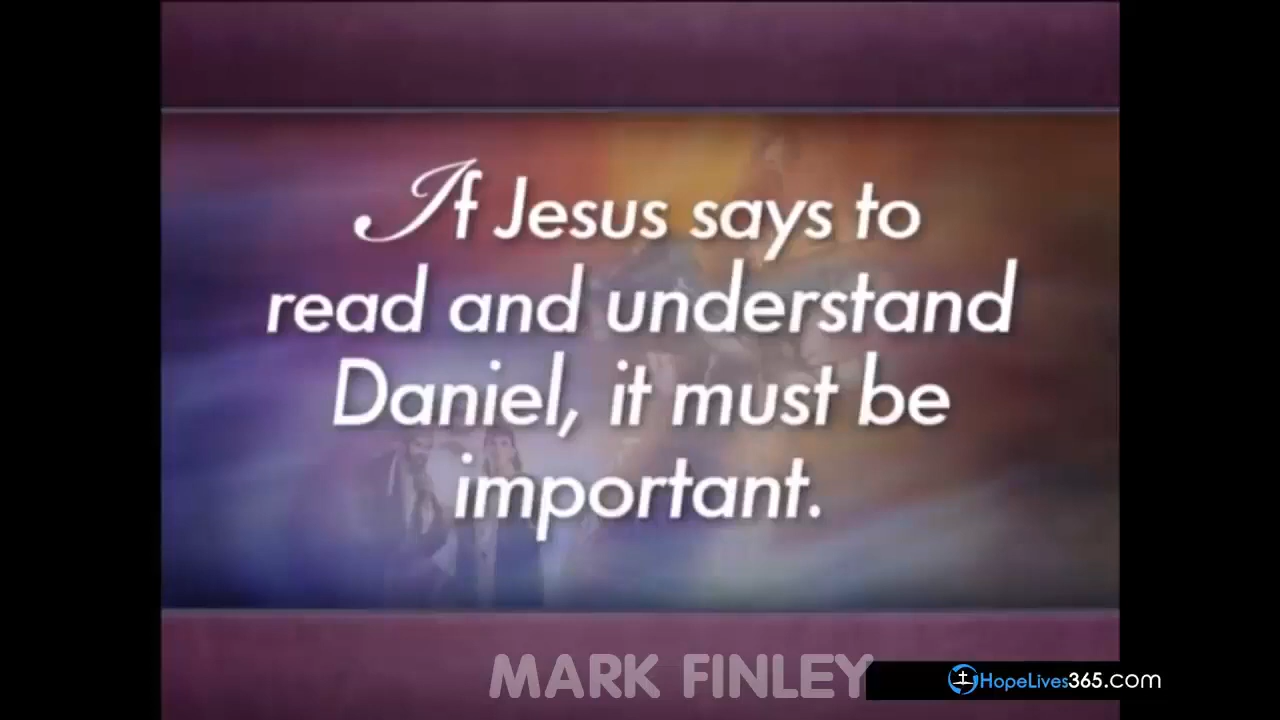 If Jesus says to
read and understand
Daniel, it must be
important.
MARK FINLEY
HopeLives365.com